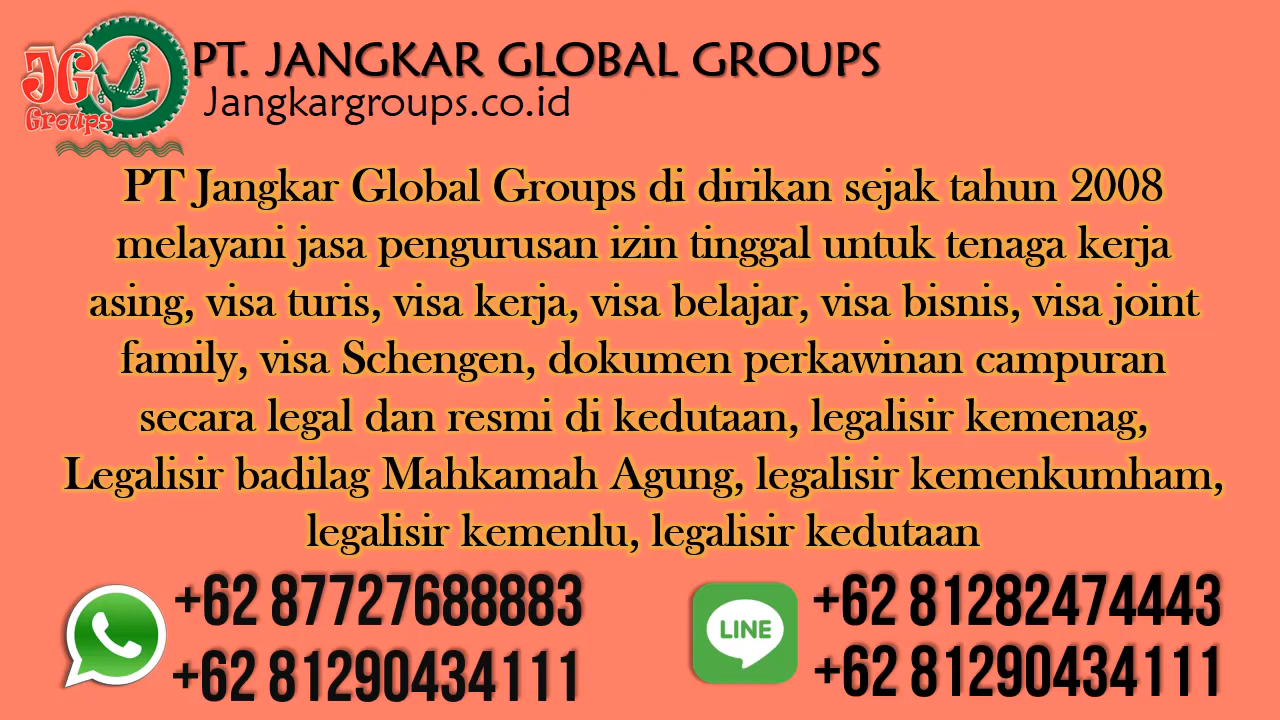 JG
Groups
PT. JANGKAR GLOBAL GROUPS
Jangkargroups.co.id
PT Jangkar Global Groups di dirikan sejak tahun 2008
melayani jasa pengurusan izin tinggal untuk tenaga kerja
asing, visa turis, visa kerja, visa belajar, visa bisnis, visa joint
family, visa Schengen, dokumen perkawinan campuran
secara legal dan resmi di kedutaan, legalisir kemenag,
Legalisir badilag Mahkamah Agung, legalisir kemenkumham,
legalisir kemenlu, legalisir kedutaan
+62 87727688883
+62 81290434111
LINE
+62 81282474443
+62 81290434111